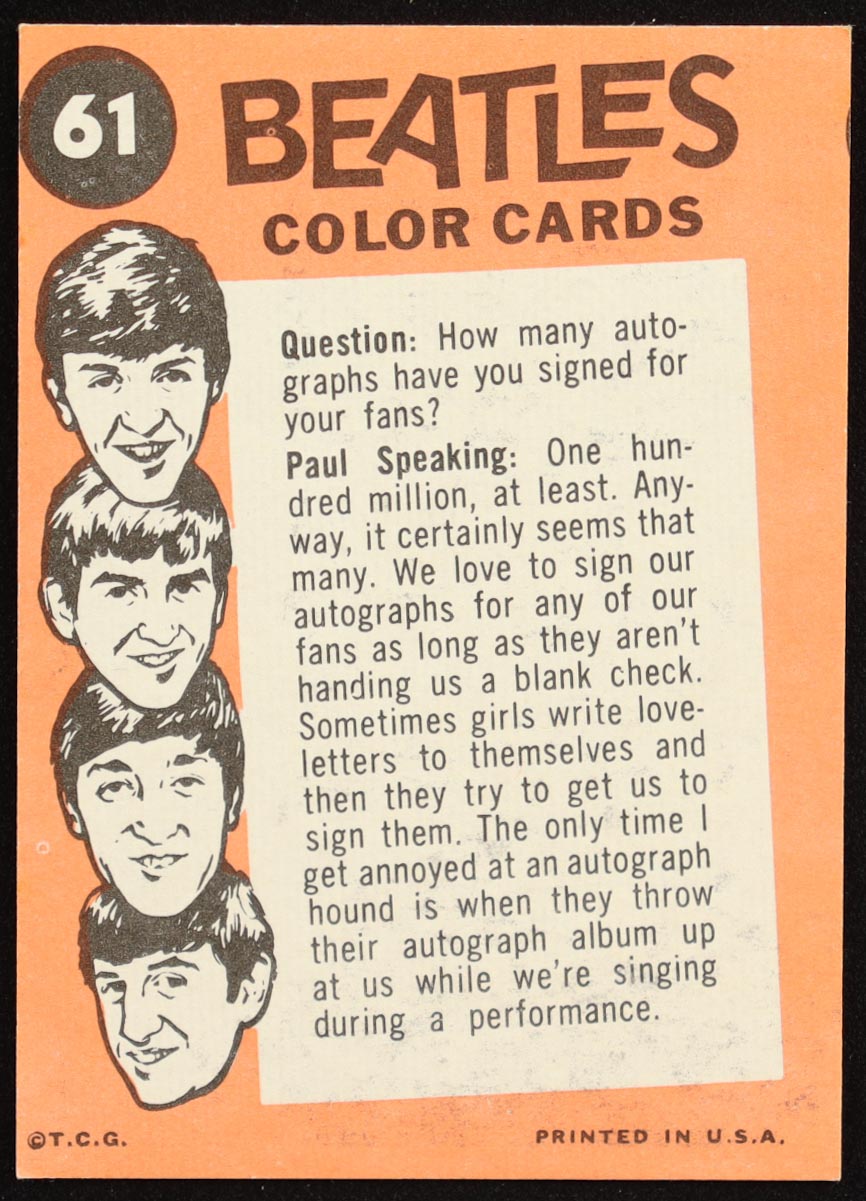 61
BEATLES
COLOR CARDS
Question: How many auto-
graphs have you signed for
your fans?
Paul Speaking: One hun-
dred million, at least. Any-
way, it certainly seems that
many. We love to sign our
autographs for any of our
fans as long as they aren't
handing us a blank check.
Sometimes girls write love-
letters to themselves and
then they try to get us to
sign them. The only time I
get annoyed at an autograph
hound is when they throw
their autograph album up
at us while we're singing
during a performance.
©T.C.G.
PRINTED IN U.S.A.